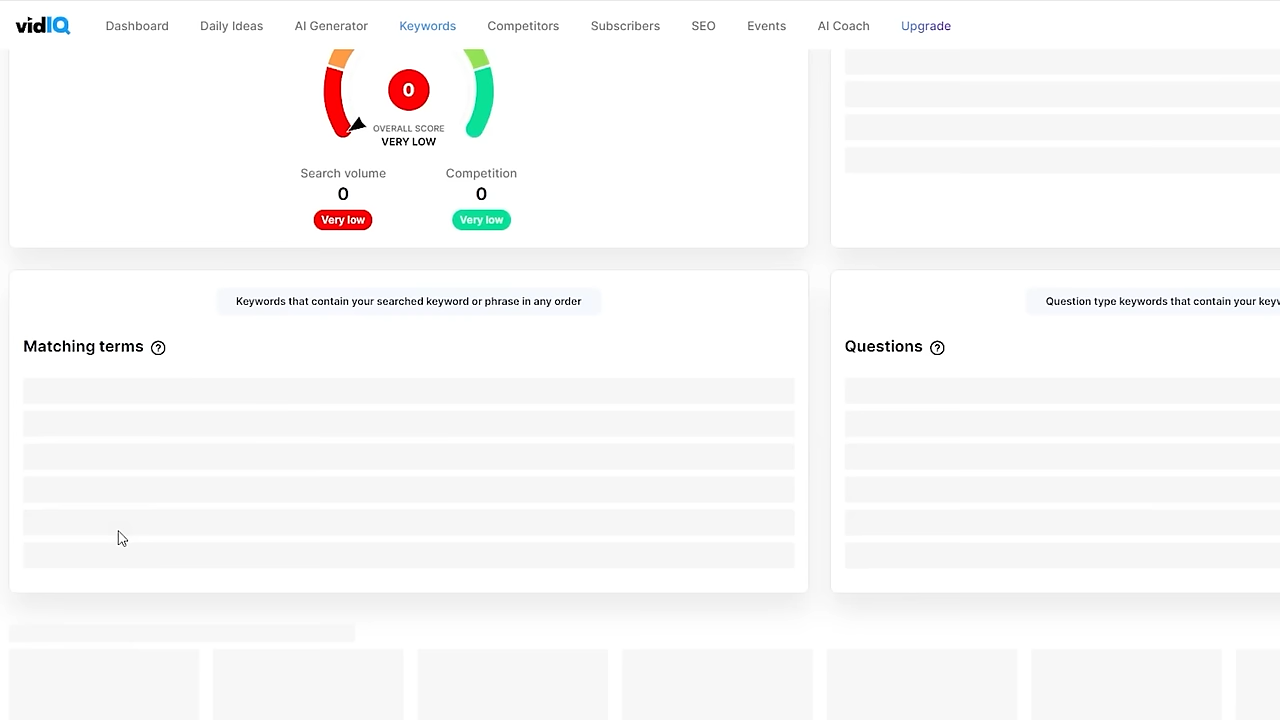 vidIQ Dashboard Daily Ideas AI Generator Keywords Competitors Subscribers SEO Events AI Coach Upgrade
0
OVERALL SCORE
VERY LOW
Search volume Competition
0 0
Very low Very low
Keywords that contain your searched keyword or phrase in any order
Matching terms ?
Question type keywords that contain your
Questions ?